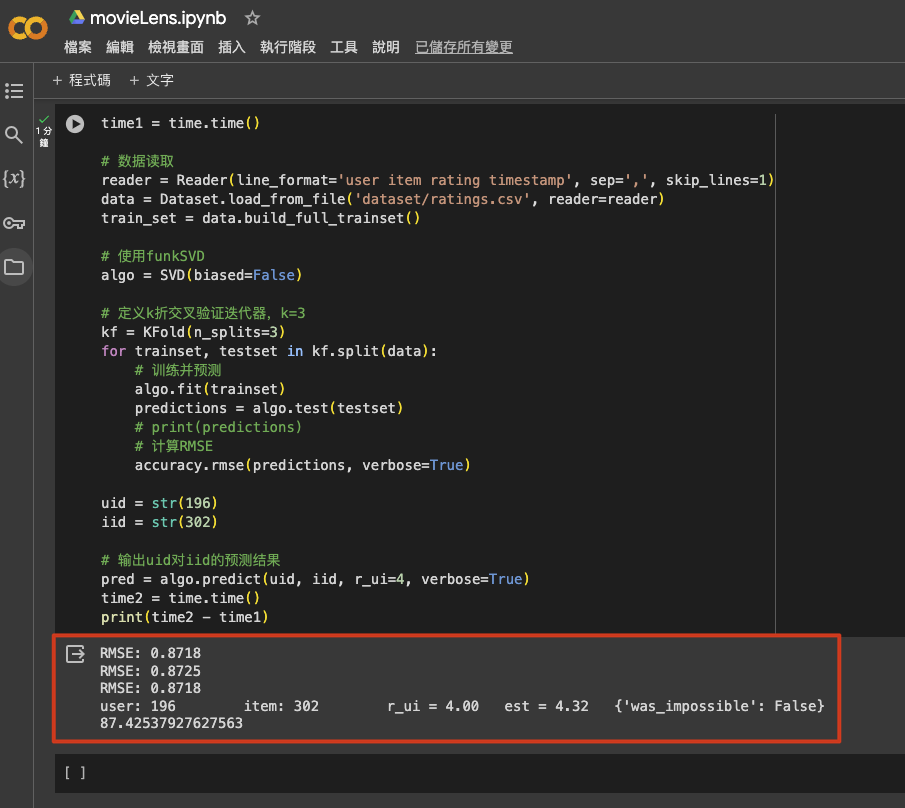 movieLens.ipynb
檔案 編輯 檢視畫面 插入 執行階段 工具 說明 已儲存所有變更
+ 程式碼 + 文字
1 分鐘
time1 = time.time()
# 数据读取
reader = Reader(line_format='user item rating timestamp', sep=',', skip_lines=1)
data = Dataset.load_from_file('dataset/ratings.csv', reader=reader)
train_set = data.build_full_trainset()
# 使用funkSVD
algo = SVD(biased=False)
# 定义k折交叉验证迭代器，k=3
kf = KFold(n_splits=3)
for trainset, testset in kf.split(data):
# 训练并预测
algo.fit(trainset)
predictions = algo.test(testset)
# print(predictions)
# 计算RMSE
accuracy.rmse(predictions, verbose=True)
uid = str(196)
iid = str(302)
# 输出uid对iid的预测结果
pred = algo.predict(uid, iid, r_ui=4, verbose=True)
time2 = time.time()
print(time2 - time1)
RMSE: 0.8718
RMSE: 0.8725
RMSE: 0.8718
user: 196 item: 302 r_ui = 4.00 est = 4.32 {'was_impossible': False}
87.42537927627563
[ ]
{x}